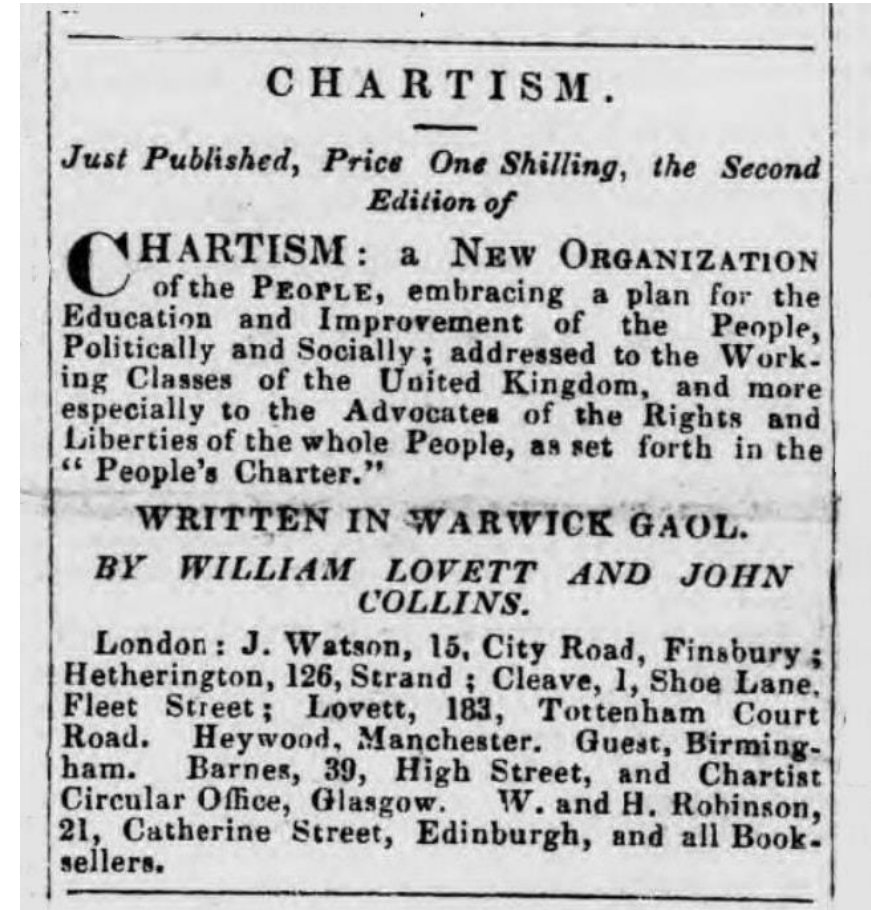 CHARTISM.
Just Published, Price One Shilling, the Second
Edition of
CHARTISM: a NEW ORGANIZATION
of the PEOPLE, embracing a plan for the
Education and Improvement of the People,
Politically and Socially; addressed to the Work-
ing Classes of the United Kingdom, and more
especially to the Advocates of the Rights and
Liberties of the whole People, as set forth in the
“ People's Charter.”
WRITTEN IN WARWICK GAOL.
BY WILLIAM LOVETT AND JOHN
COLLINS.
London: J. Watson, 15, City Road, Finsbury;
Hetherington, 126, Strand; Cleave, 1, Shoe Lane,
Fleet Street; Lovett, 183, Tottenham Court
Road. Heywood, Manchester. Guest, Birming-
ham. Barnes, 39, High Street, and Chartist
Circular Office, Glasgow. W. and H. Robinson,
21, Catherine Street, Edinburgh, and all Book-
sellers.